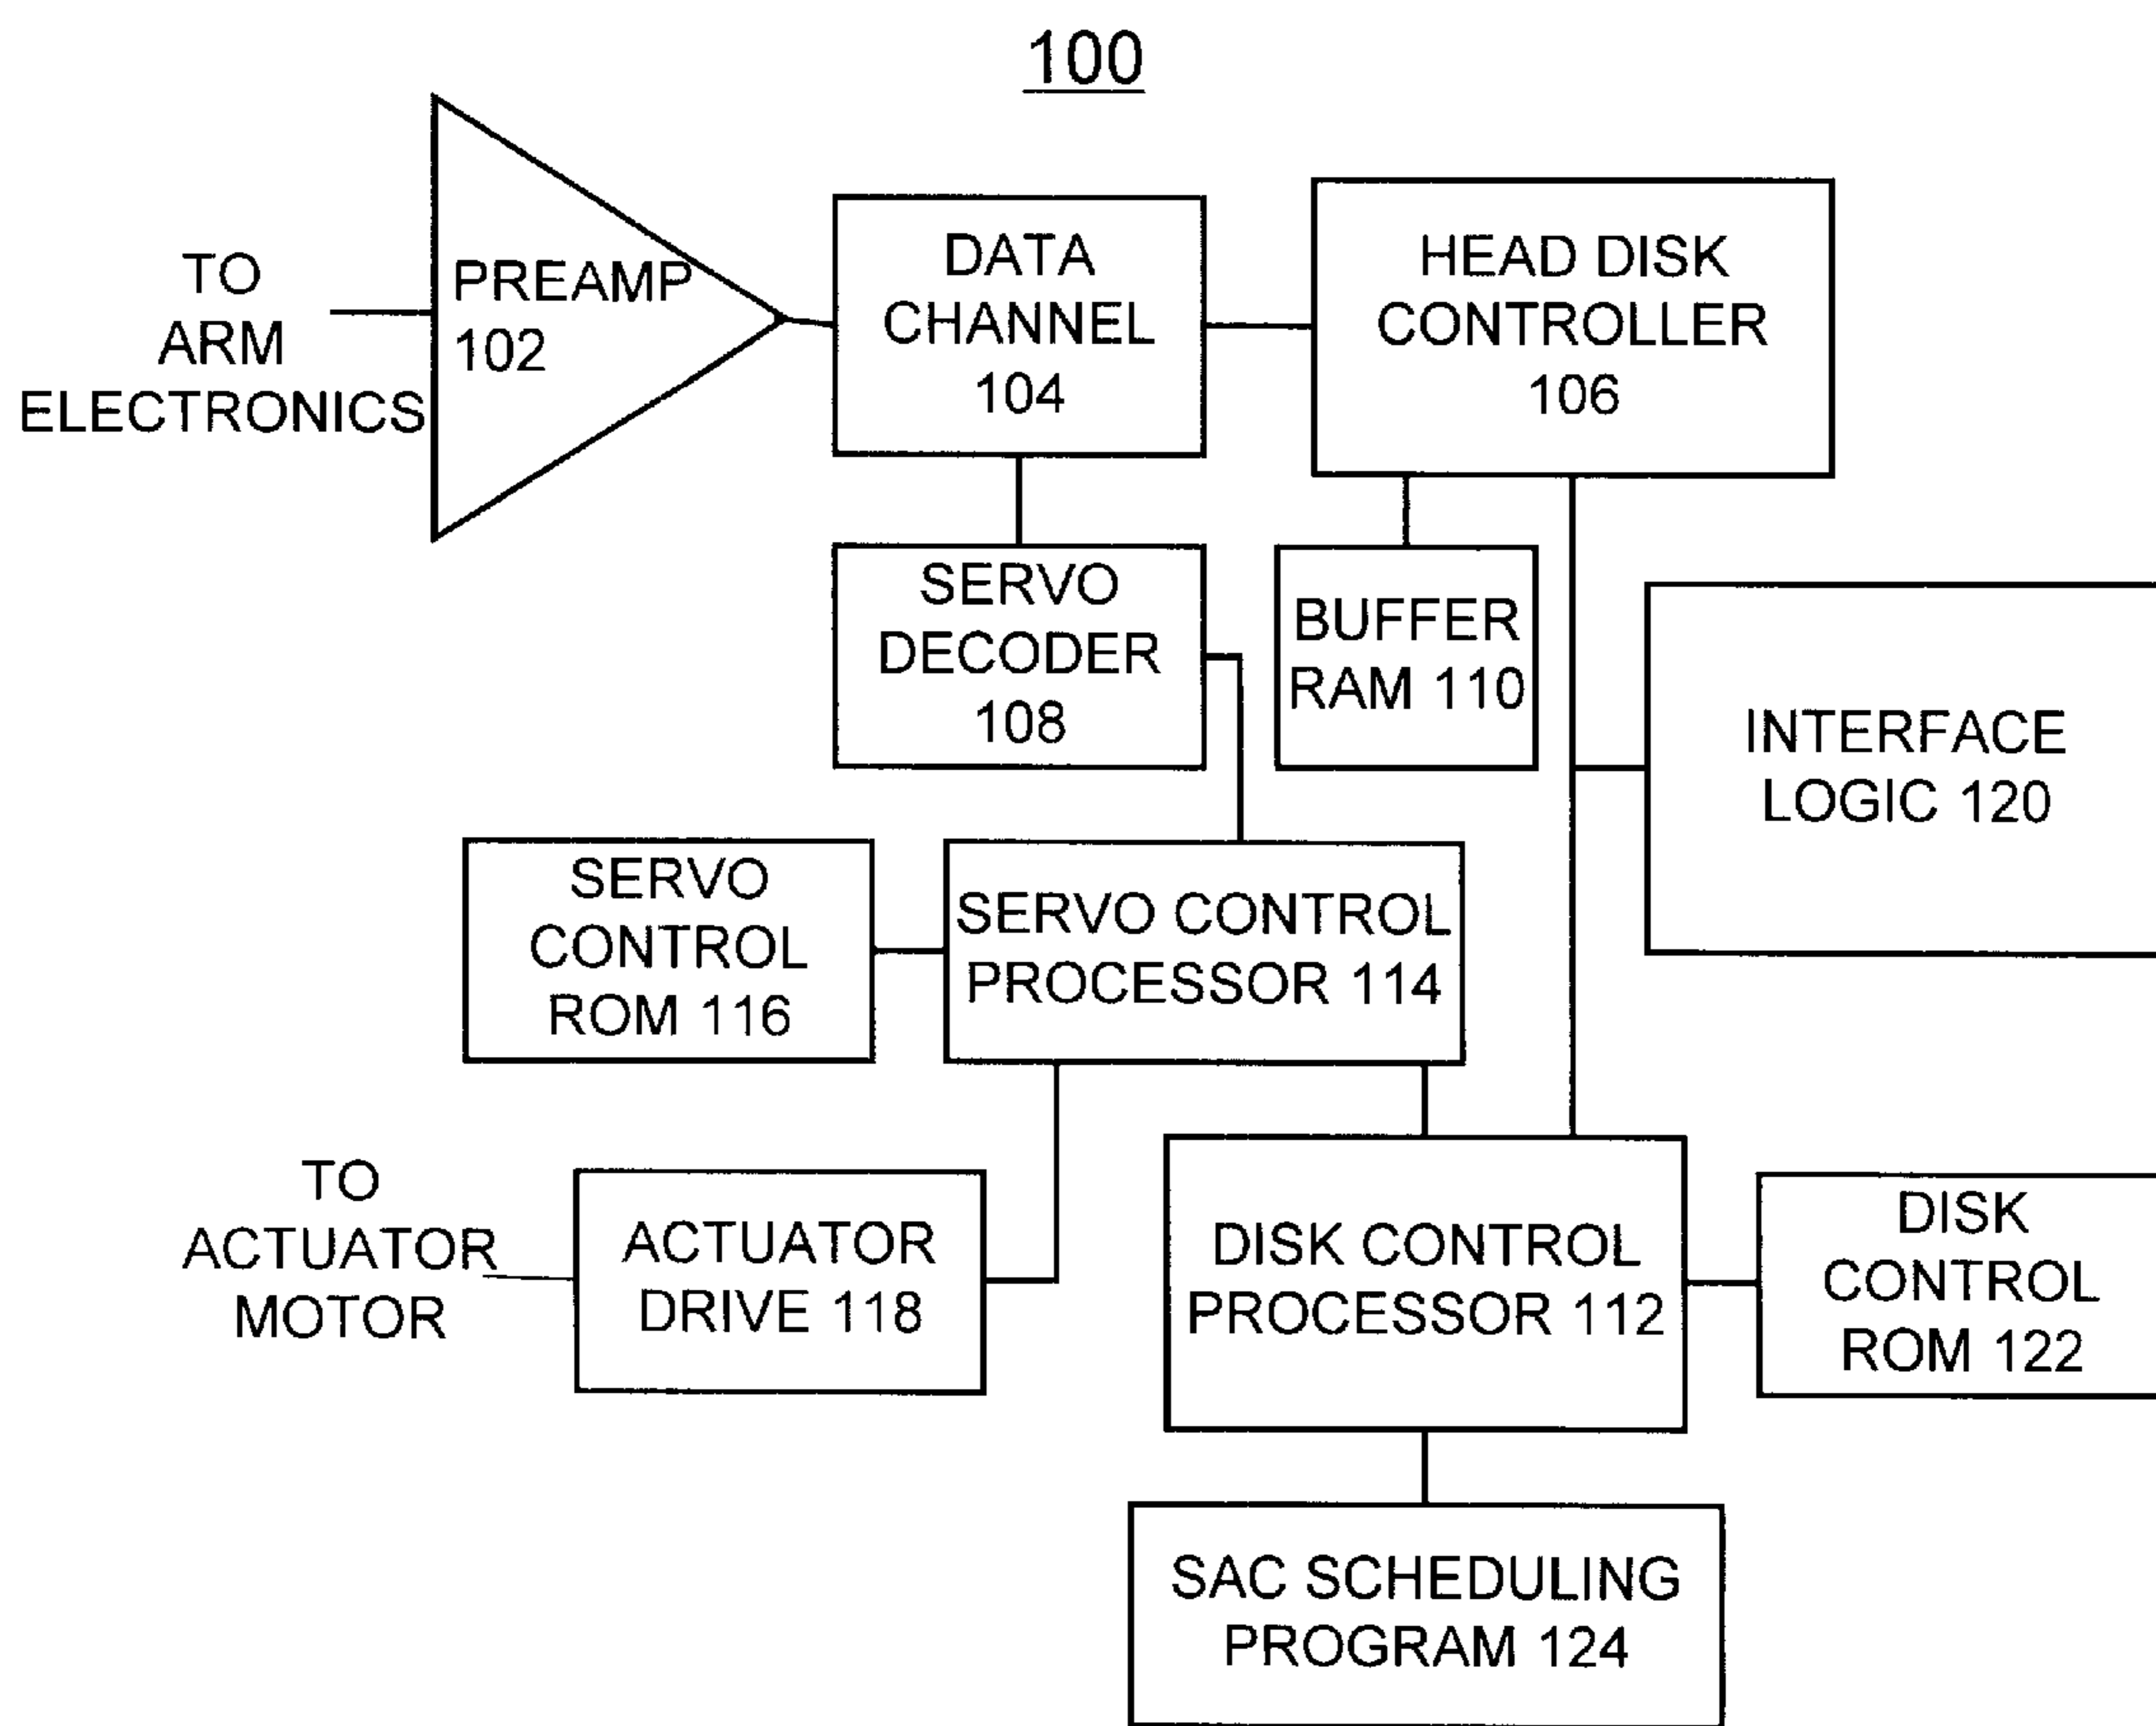 100
TO
ARM
ELECTRONICS
PREAMP
102
DATA
CHANNEL
104
HEAD DISK
CONTROLLER
106
SERVO
DECODER
108
BUFFER
RAM 110
INTERFACE
LOGIC 120
SERVO
CONTROL
ROM 116
SERVO CONTROL
PROCESSOR 114
TO
ACTUATOR
MOTOR
ACTUATOR
DRIVE 118
DISK CONTROL
PROCESSOR 112
DISK
CONTROL
ROM 122
SAC SCHEDULING
PROGRAM 124